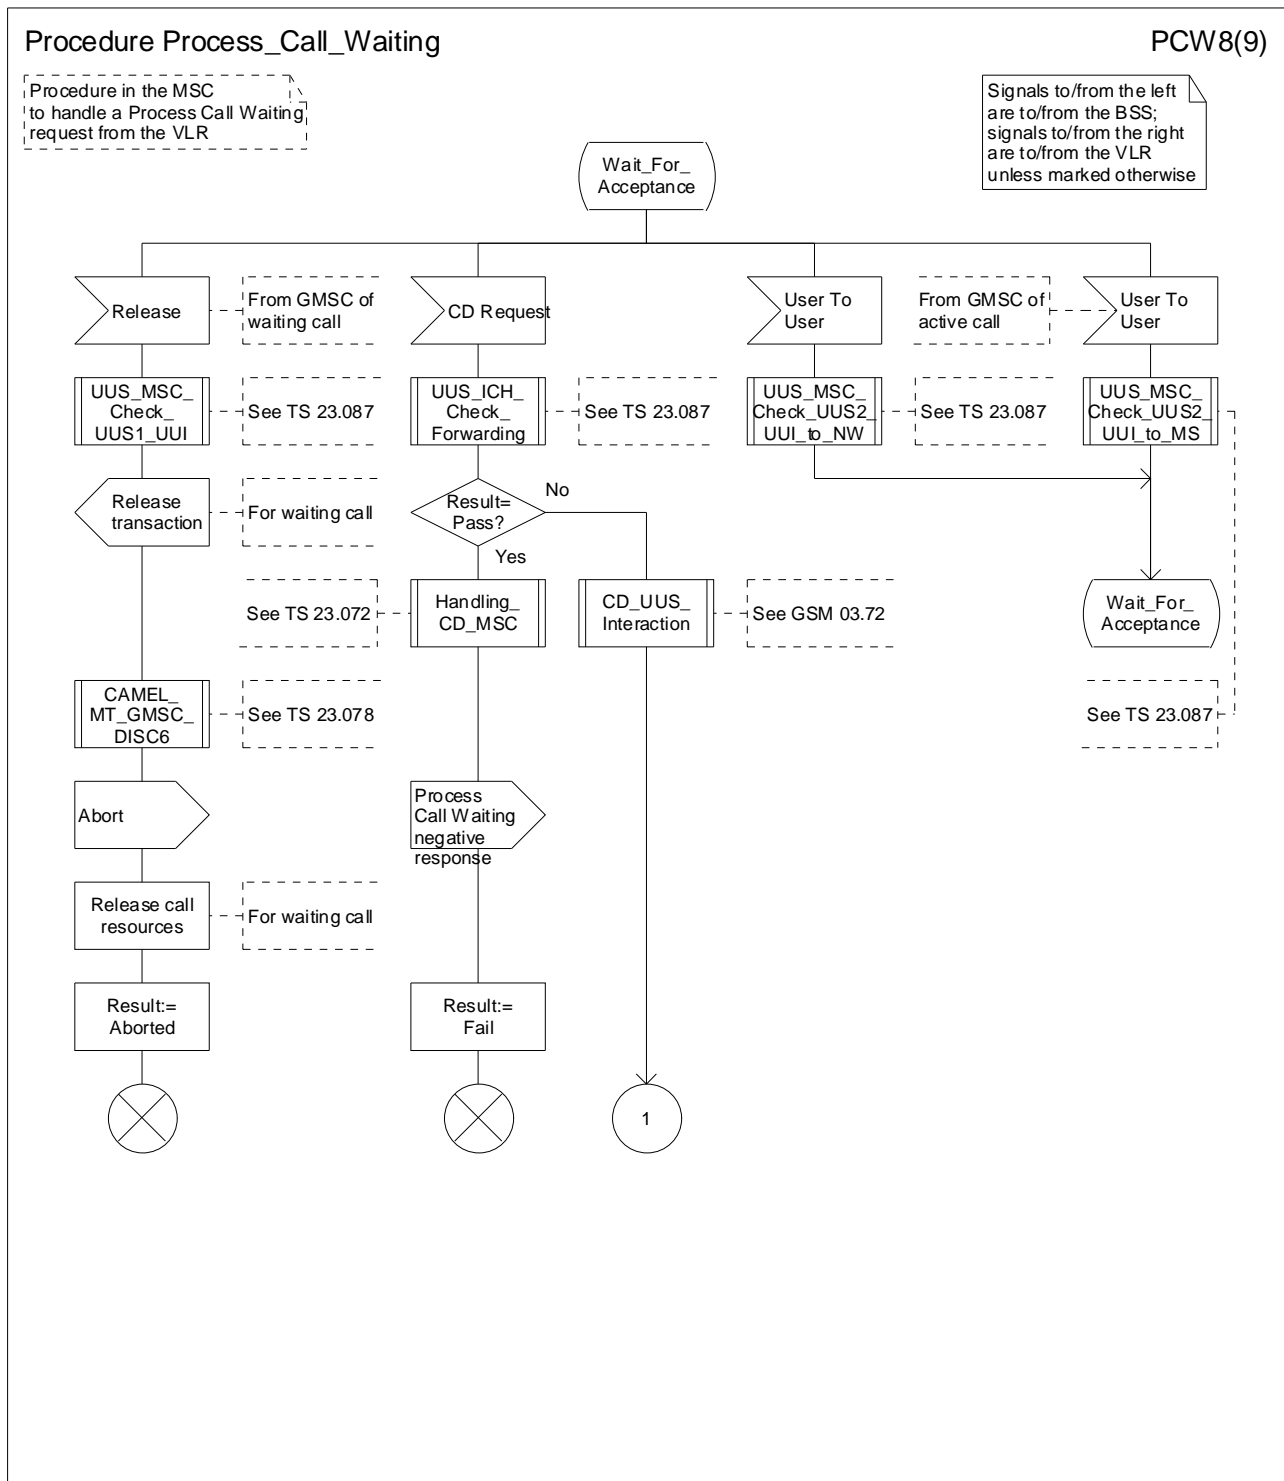 Procedure Process_Call_Waiting
PCW8(9)
Procedure in the MSC
to handle a Process Call Waiting
request from the VLR
Signals to/from the left
are to/from the BSS;
signals to/from the right
are to/from the VLR
unless marked otherwise
Wait_For_
Acceptance
Release
From GMSC of
waiting call
CD Request
User To
User
From GMSC of
active call
User To
User
UUS_MSC_
Check_
UUS1_UUI
See TS 23.087
UUS_ICH_
Check_
Forwarding
See TS 23.087
UUS_MSC_
Check_UUS2_
UUI_to_NW
See TS 23.087
UUS_MSC_
Check_UUS2_
UUI_to_MS
Release
transaction
For waiting call
Result=
Pass?
No
Yes
See TS 23.072
Handling_
CD_MSC
CD_UUS_
Interaction
See GSM 03.72
Wait_For_
Acceptance
CAMEL_
MT_GMSC_
DISC6
See TS 23.078
See TS 23.087
Abort
Process
Call Waiting
negative
response
Release call
resources
For waiting call
Result:=
Aborted
Result:=
Fail
1